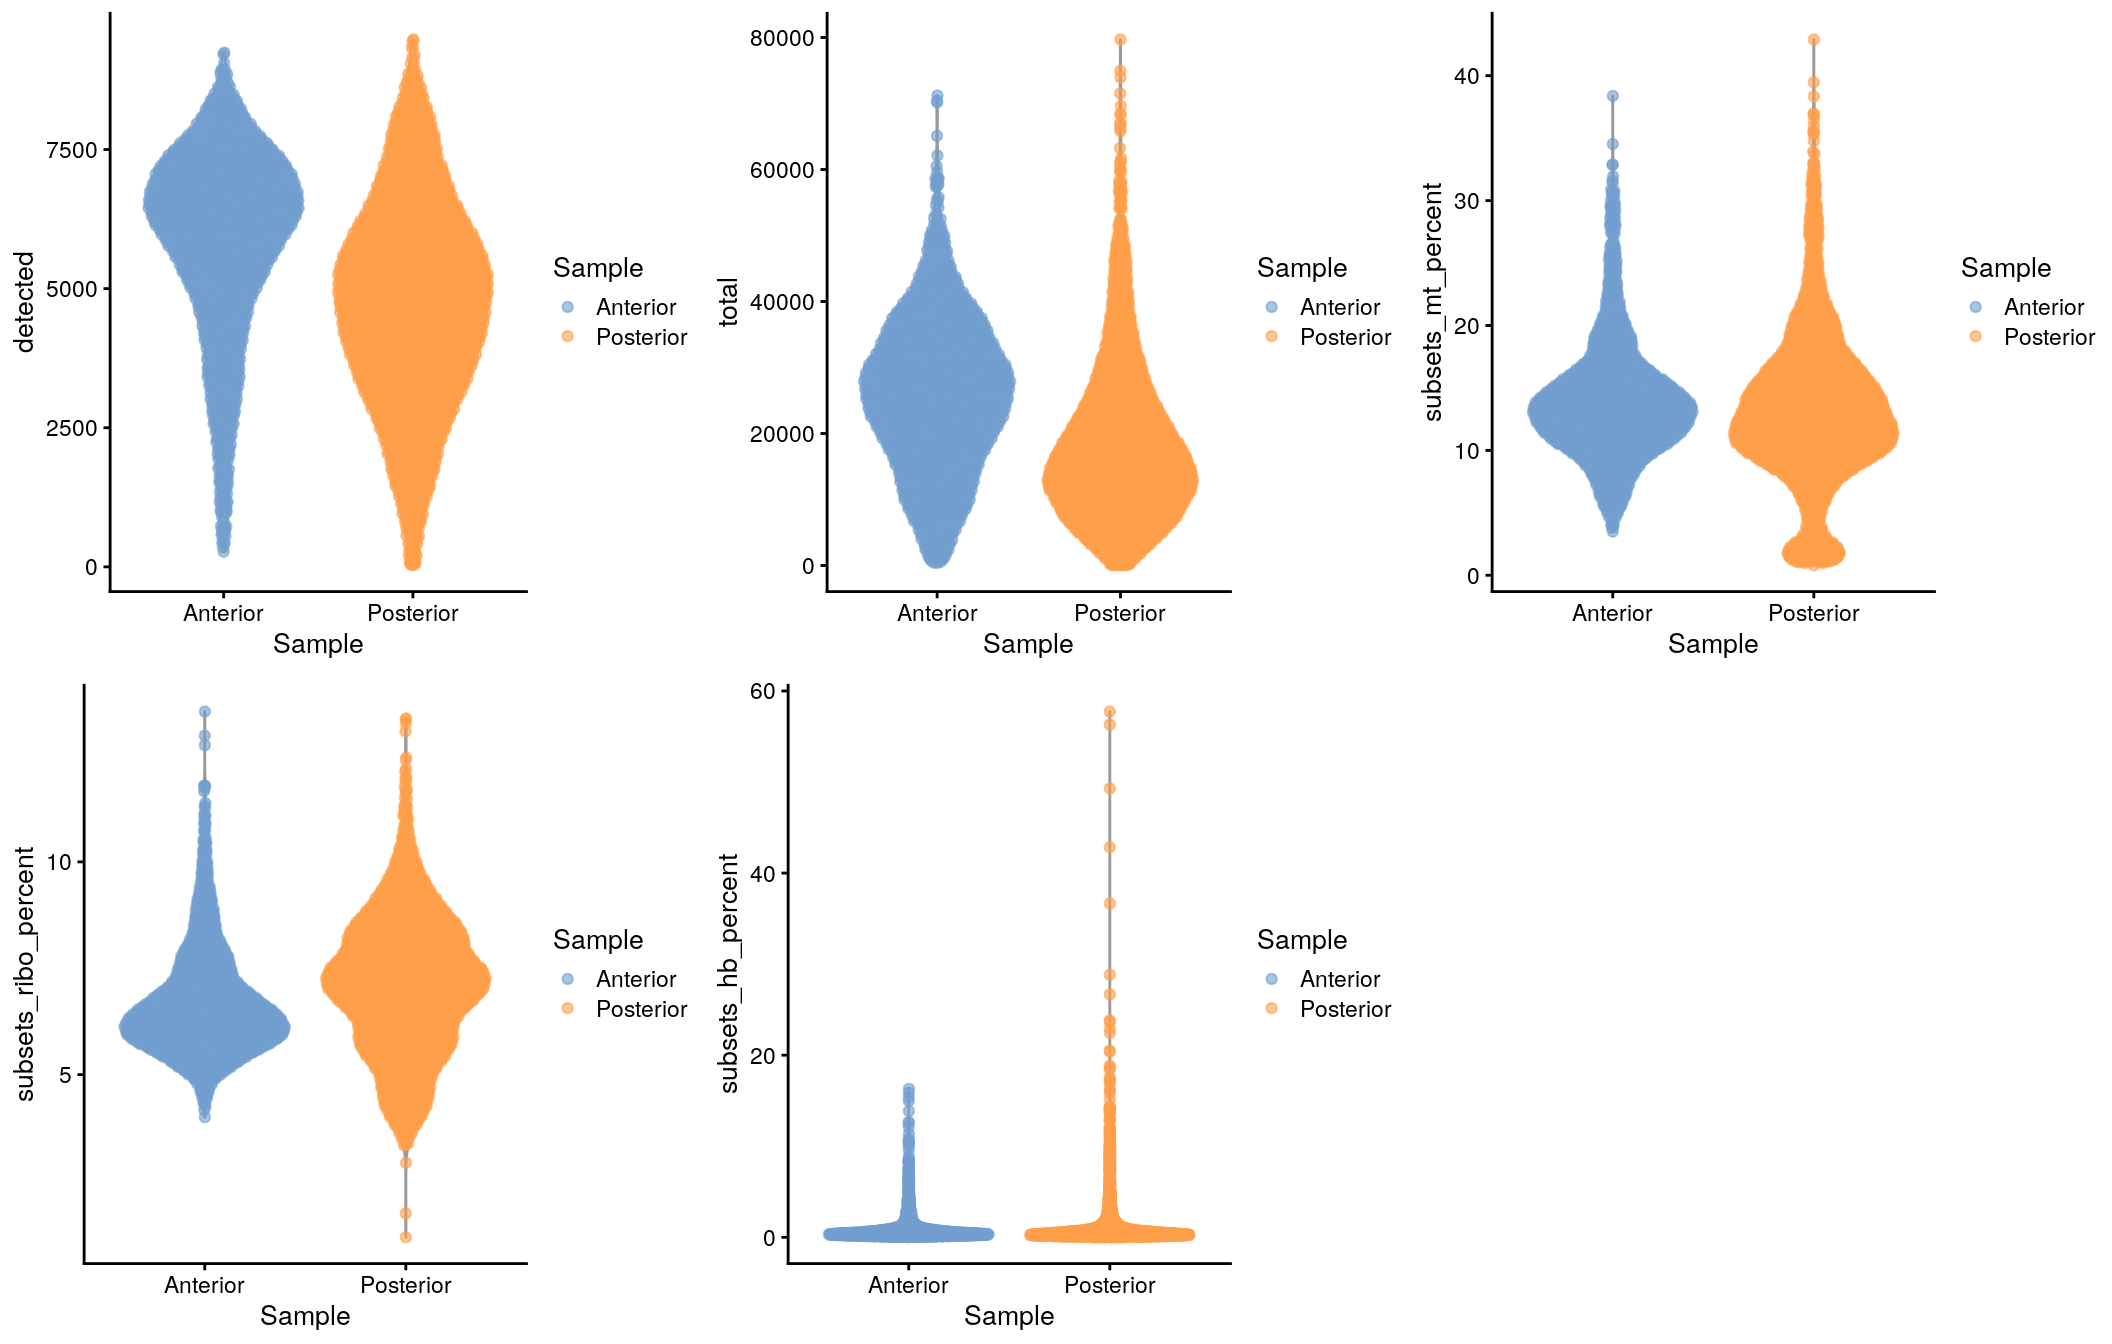 detected
7500
5000
2500
0
Anterior Posterior
Sample
Sample
Anterior
Posterior
total
80000
60000
40000
20000
0
Anterior Posterior
Sample
Sample
Anterior
Posterior
subsets_mt_percent
40
30
20
10
0
Anterior Posterior
Sample
Sample
Anterior
Posterior
subsets_ribo_percent
10
5
Anterior Posterior
Sample
Sample
Anterior
Posterior
subsets_hb_percent
60
40
20
0
Anterior Posterior
Sample
Sample
Anterior
Posterior